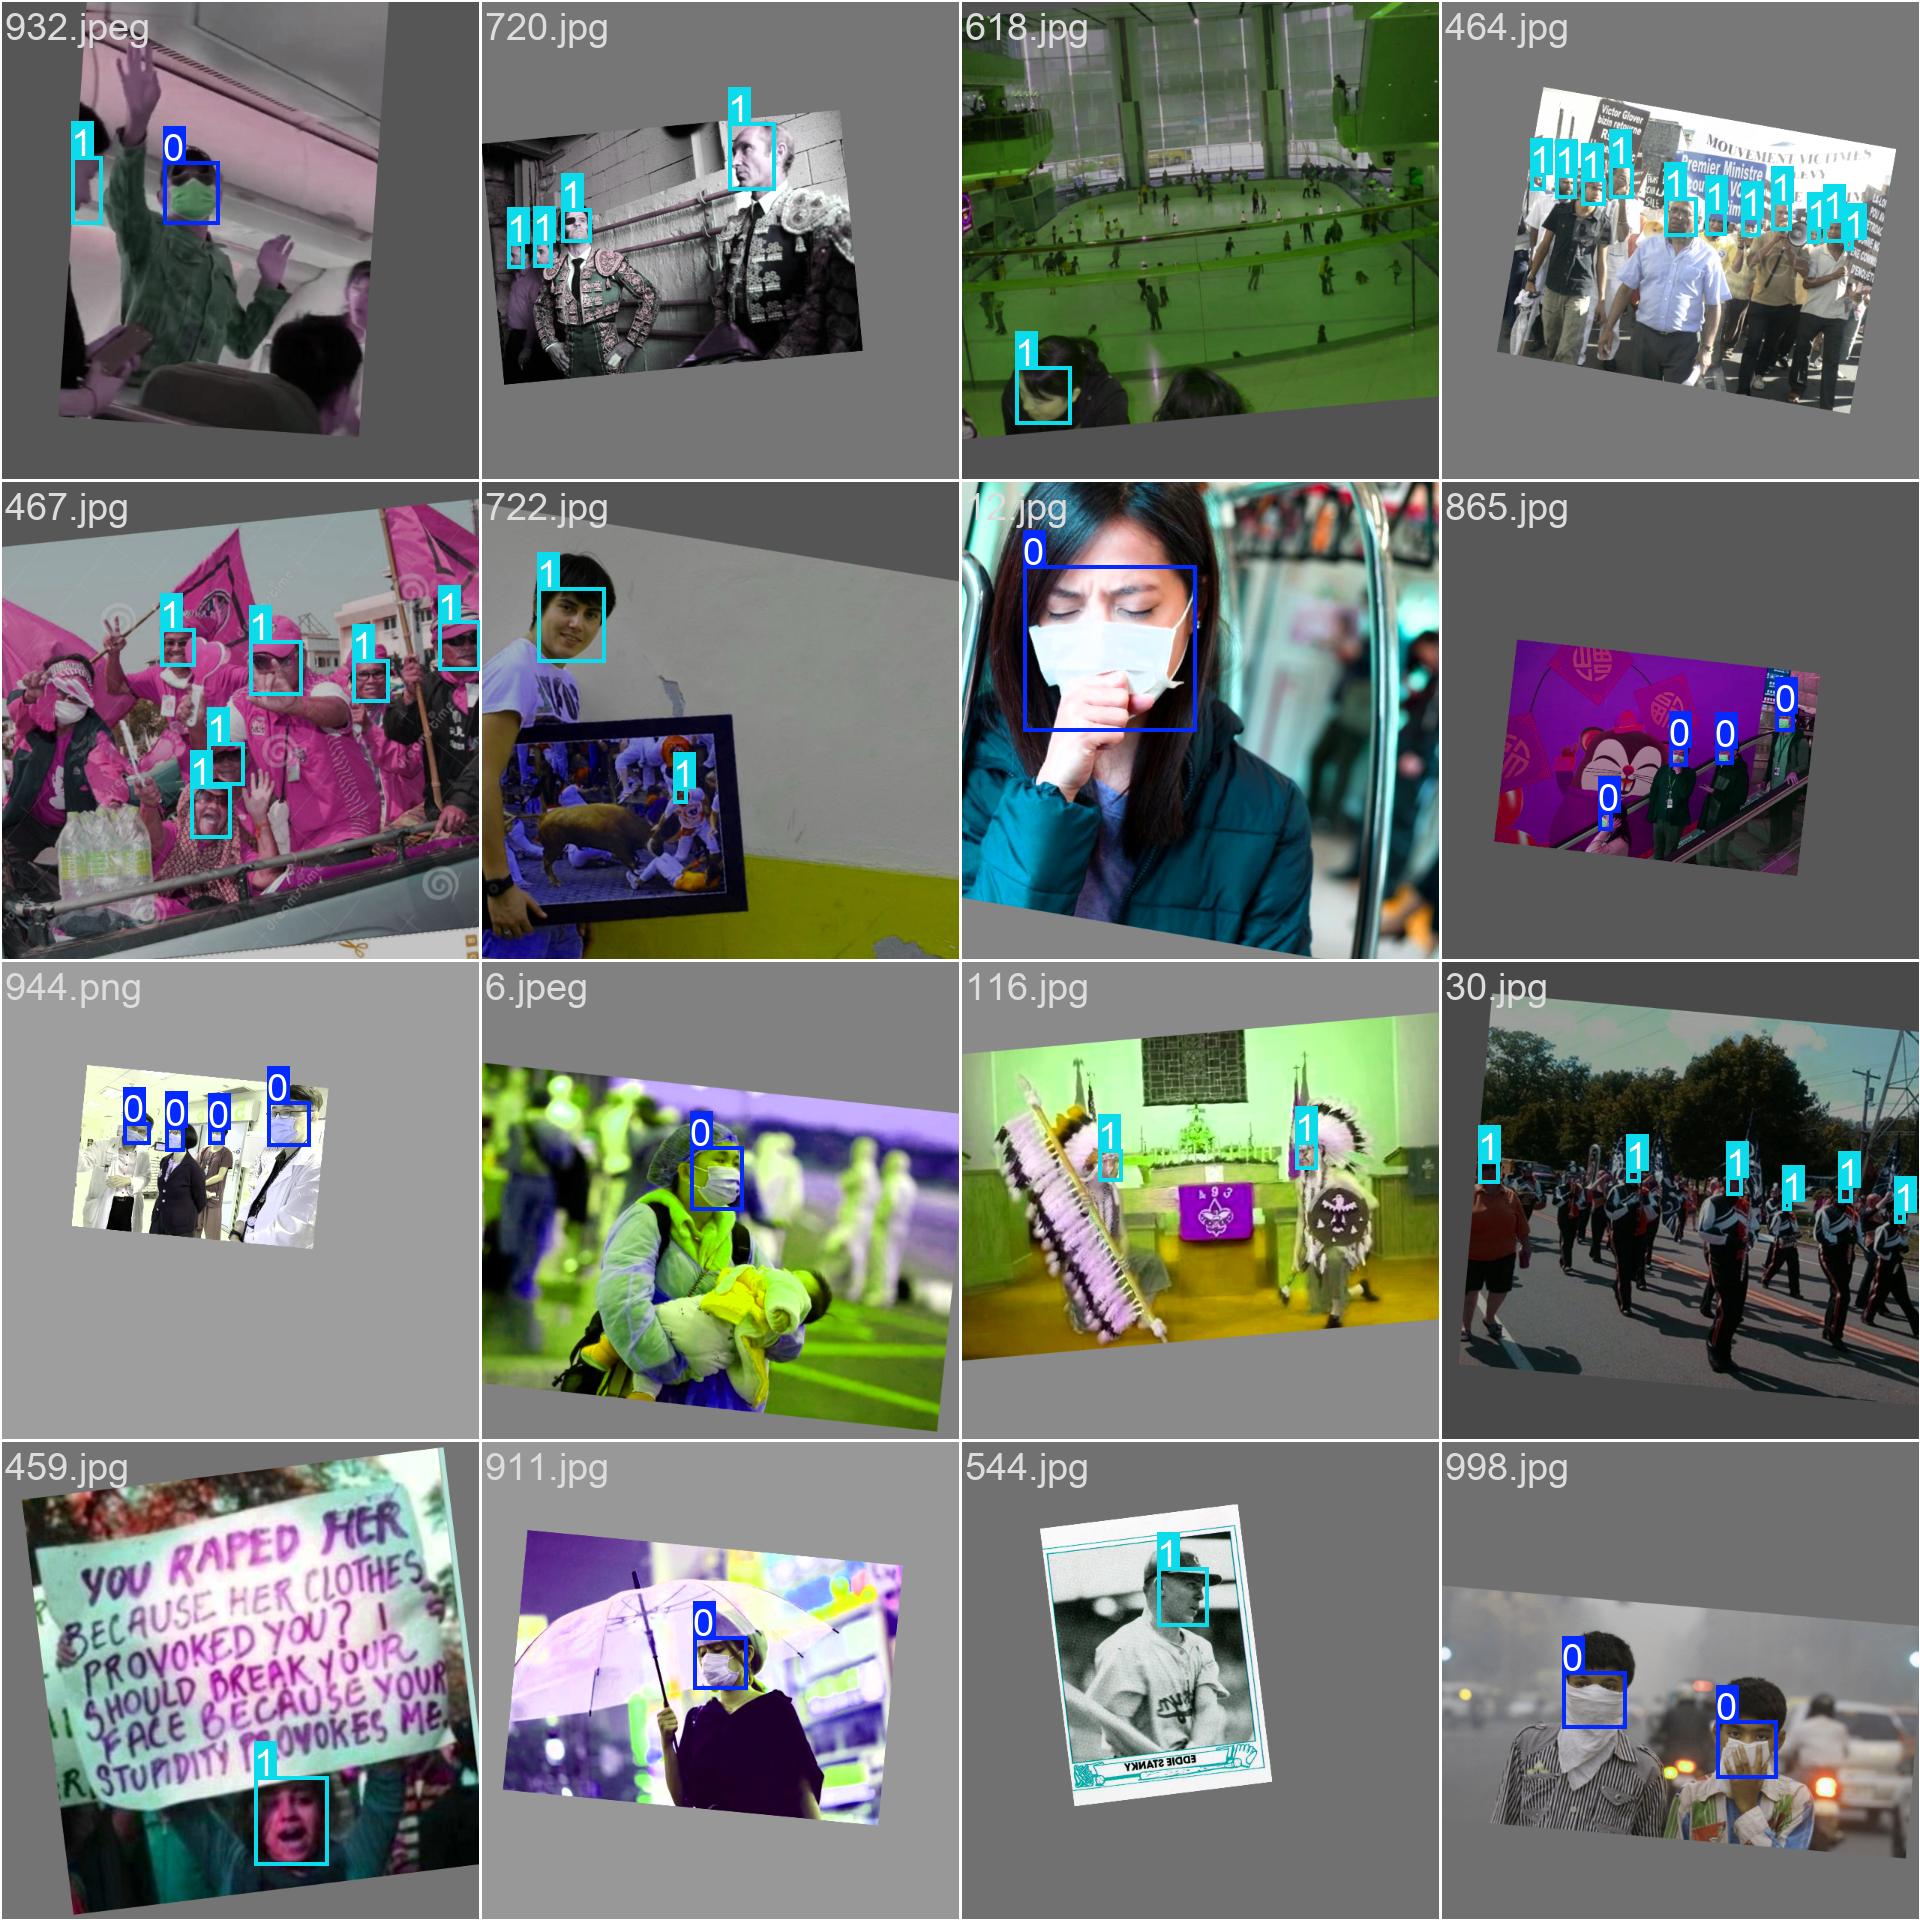 932.jpeg
720.jpg
618.jpg
464.jpg
1
0
1
1
1
1
1
Victor Glover
bizin retourne
MOUVEMENT VICTIMES
Premier Ministre
1
1
1
1
1
1
1
1
1
1
1
467.jpg
722.jpg
12.jpg
865.jpg
1
1
1
1
1
1
1
1
0
0
0
0
0
944.png
6.jpeg
116.jpg
30.jpg
0
0
0
0
0
1
1
1
1
1
1
1
1
459.jpg
911.jpg
544.jpg
998.jpg
YOU RAPED HER
BECAUSE HER CLOTHES
PROVOKED YOU? I
SHOULD BREAK YOUR
FACE BECAUSE YOUR
STUPIDITY PROVOKES ME.
1
0
1
EDDIE STANKY
0
0